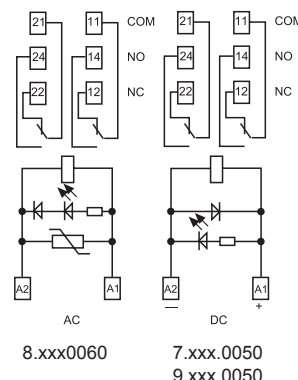 21 11 COM 21 11 COM
24 14 NO 24 14 NO
22 12 NC 22 12 NC
A2 A1 A2 A1
— +
AC DC
8.xxx0060 7.xxx.0050
9.xxx.0050